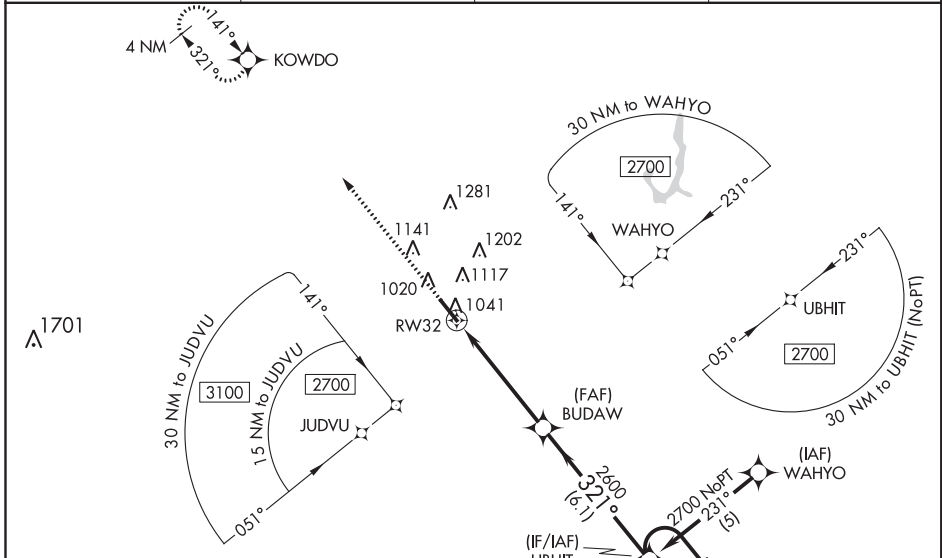 141°
4 NM
321°
KOWDO
30 NM to WAHYO
2700
141°
231°
WAHYO
1281
1141
1202
1020
1117
1041
RW32
231°
UBHIT
051°
2700
30 NM to UBHIT (NoPT)
1701
141°
30 NM to JUDVU
3100
15 NM to JUDVU
2700
JUDVU
051°
(FAF)
BUDAW
2600
321°
(6.1)
(IAF)
WAHYO
2700 NoPT
231°
(5)
(IF/IAF)
UBHIT